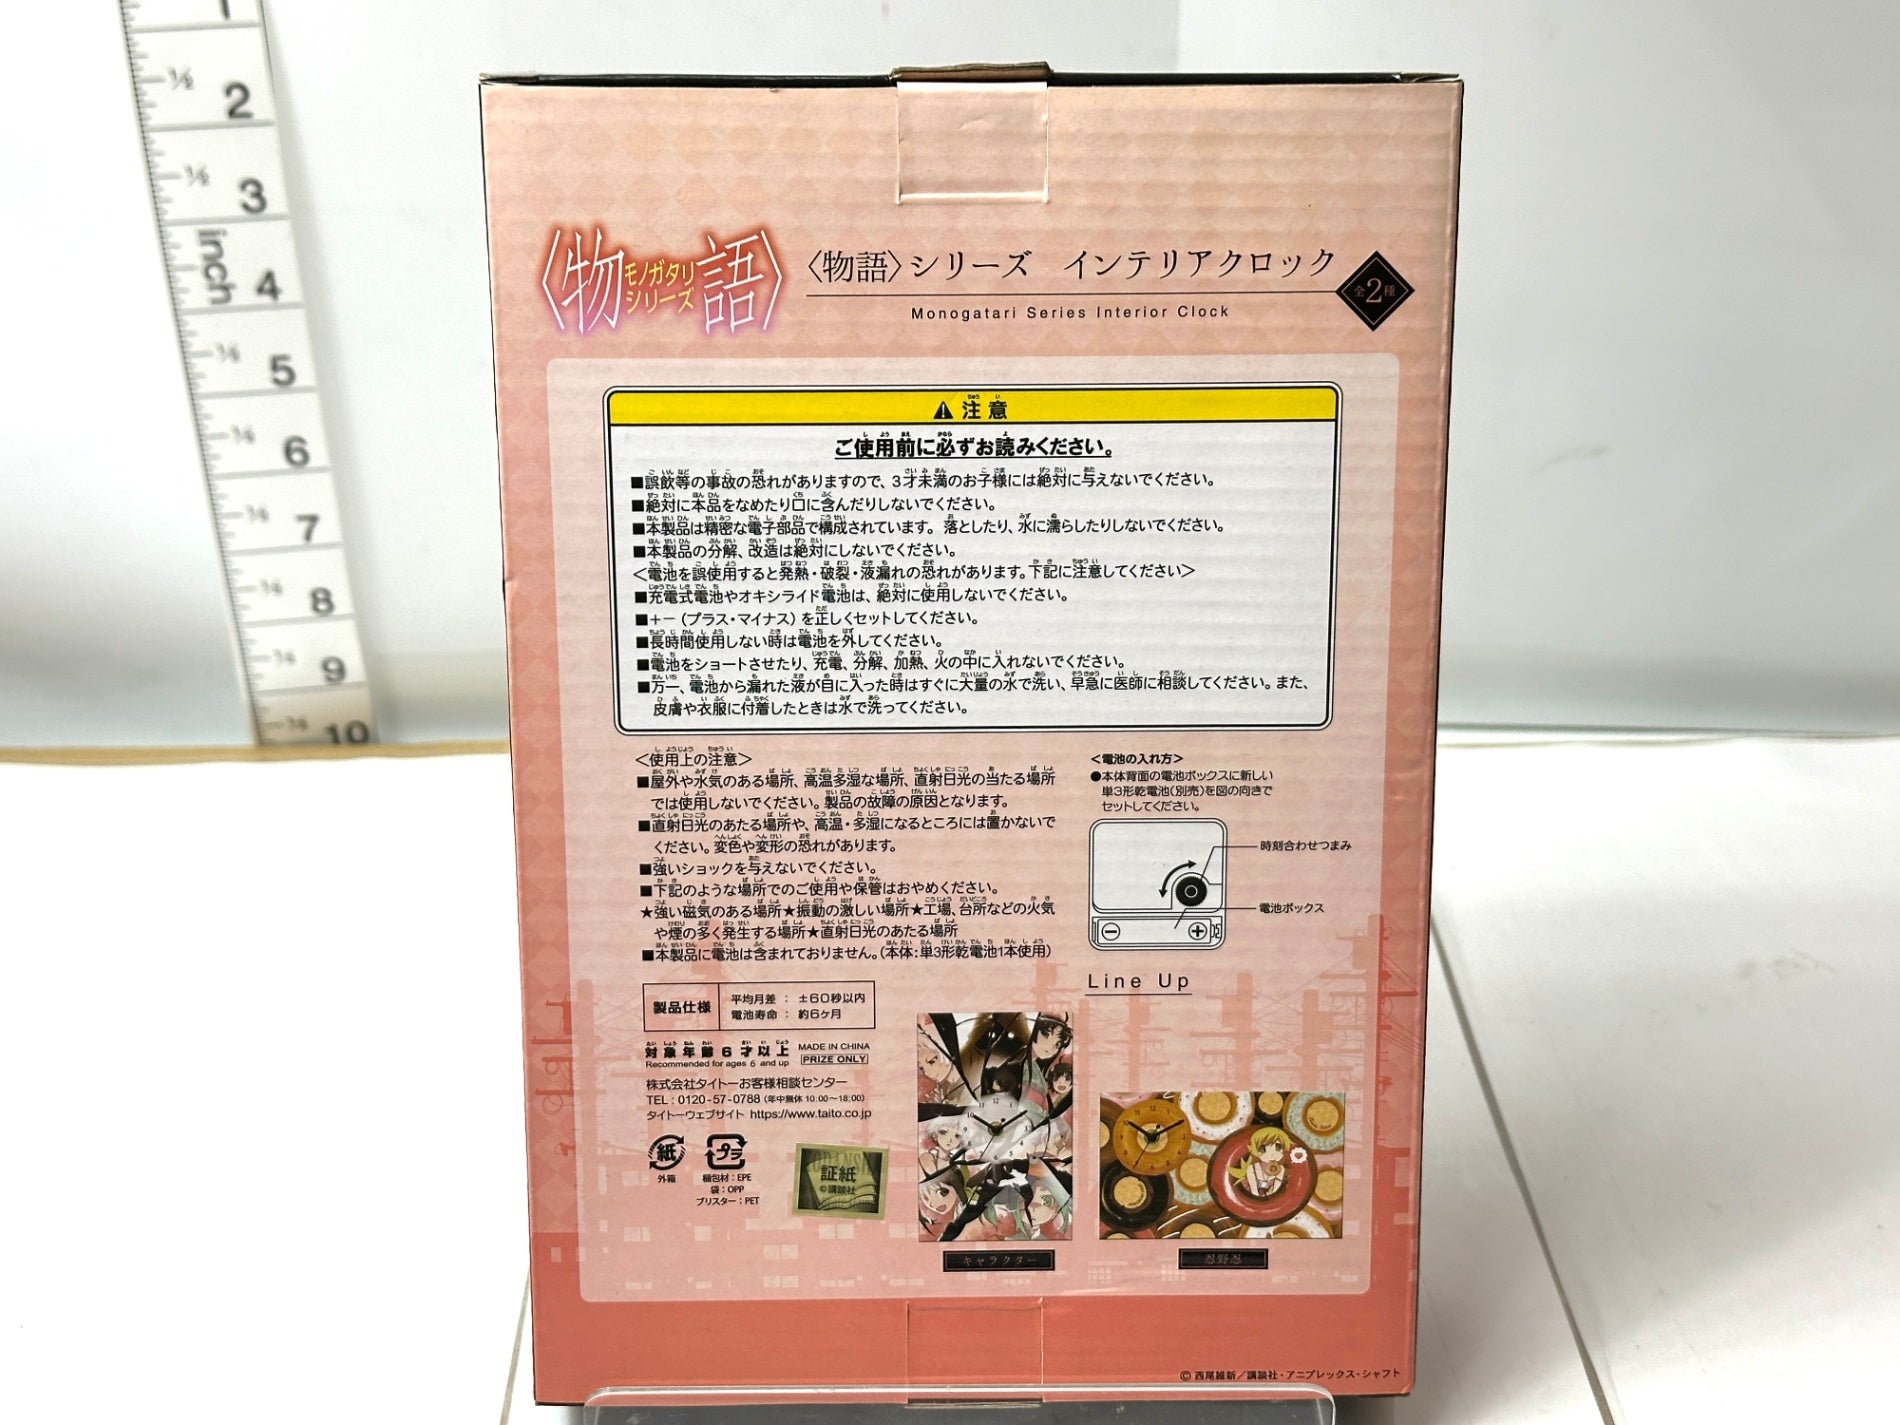 1
2
3
inch
4
5
6
7
8
9
10
〈物語〉
モノガタリ
シリーズ
〈物語〉シリーズ インテリアクロック
Monogatari Series Interior Clock
全2種
注意
ご使用前に必ずお読みください。
■誤飲等の事故の恐れがありますので、3才未満のお子様には絶対に与えないでください。
■絶対に本品をなめたり口に含んだりしないでください。
■本製品は精密な電子部品で構成されています。落としたり、水に濡らしたりしないでください。
■本製品の分解、改造は絶対にしないでください。
＜電池を誤使用すると発熱・破裂・液漏れの恐れがあります。下記に注意してください＞
■充電式電池やオキシライド電池は、絶対に使用しないでください。
■＋－（プラス・マイナス）を正しくセットしてください。
■長時間使用しない時は電池を外してください。
■電池をショートさせたり、充電、分解、加熱、火の中に入れないでください。
■万一、電池から漏れた液が目に入った時はすぐに大量の水で洗い、早急に医師に相談してください。また、
皮膚や衣服に付着したときは水で洗ってください。
＜使用上の注意＞
■屋外や水気のある場所、高温多湿な場所、直射日光の当たる場所
では使用しないでください。製品の故障の原因となります。
■直射日光のあたる場所や、高温・多湿になるところには置かないで
ください。変色や変形の恐れがあります。
■強いショックを与えないでください。
■下記のような場所でのご使用や保管はおやめください。
★強い磁気のある場所★振動の激しい場所★工場、台所などの火気
や煙の多く発生する場所★直射日光のあたる場所
■本製品に電池は含まれておりません。（本体：単3形乾電池1本使用）
＜電池の入れ方＞
●本体背面の電池ボックスに新しい
単3形乾電池（別売）を図の向きで
セットしてください。
時刻合わせつまみ
電池ボックス
製品仕様
平均月差 ： ±60秒以内
電池寿命 ： 約6ヶ月
対象年齢6才以上
Recommended for ages 6 and up
MADE IN CHINA
PRIZE ONLY
株式会社タイトーお客様相談センター
TEL：0120-57-0788（年中無休 10:00〜18:00）
タイトーウェブサイト https://www.taito.co.jp
紙
外箱
プラ
梱包材：EPE
袋：OPP
ブリスター：PET
証紙
©講談社
Line Up
キャラクター
忍野忍
© 西尾維新／講談社・アニプレックス・シャフト